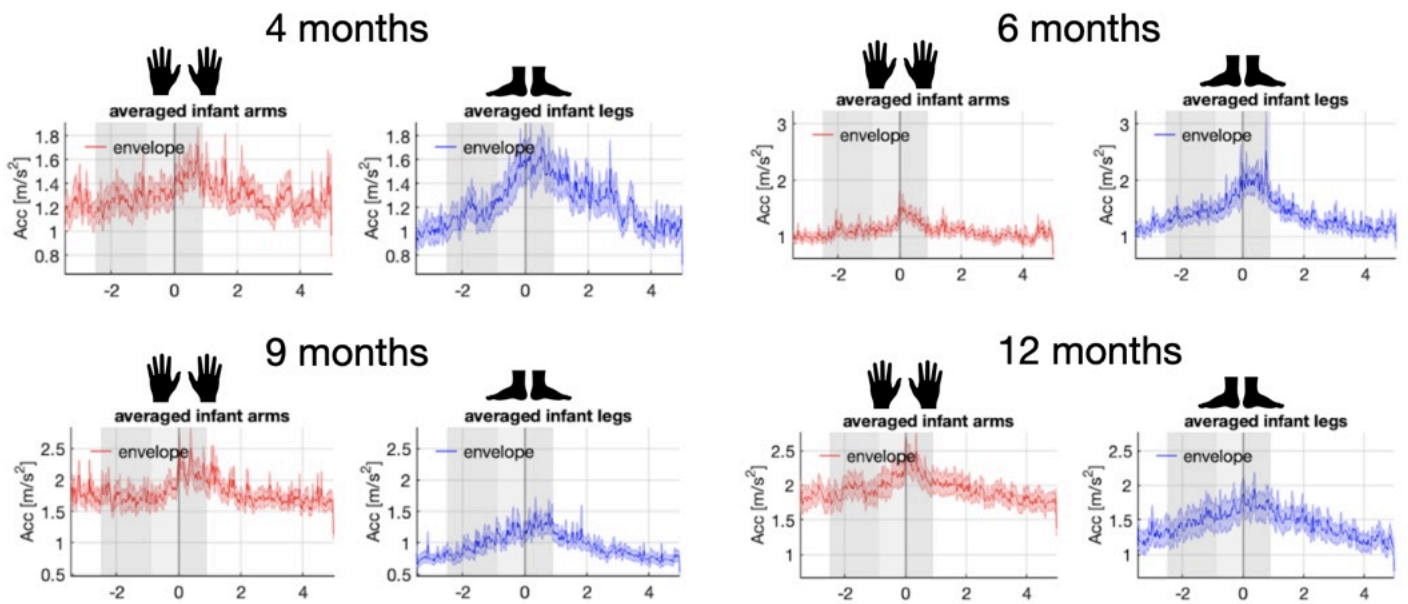 4 months
averaged infant arms
envelope
Acc [m/s²]
1.8
1.6
1.4
1.2
1
0.8
-2 0 2 4
averaged infant legs
envelope
Acc [m/s²]
1.8
1.6
1.4
1.2
1
0.8
-2 0 2 4
6 months
averaged infant arms
envelope
Acc [m/s²]
3
2
1
-2 0 2 4
averaged infant legs
envelope
Acc [m/s²]
3
2
1
-2 0 2 4
9 months
averaged infant arms
envelope
Acc [m/s²]
2.5
2
1.5
1
0.5
-2 0 2 4
averaged infant legs
envelope
Acc [m/s²]
2.5
2
1.5
1
0.5
-2 0 2 4
12 months
averaged infant arms
envelope
Acc [m/s²]
2.5
2
1.5
1
-2 0 2 4
averaged infant legs
envelope
Acc [m/s²]
2.5
2
1.5
1
-2 0 2 4